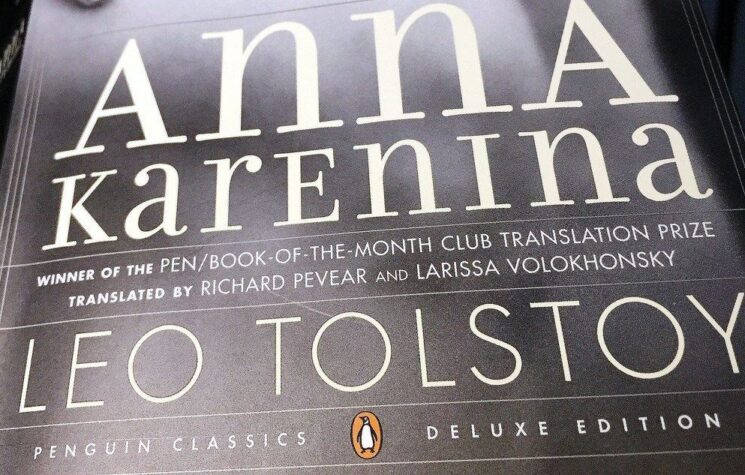 AnnA
KarEnina
WINNER OF THE PEN/BOOK-OF-THE-MONTH CLUB TRANSLATION PRIZE
TRANSLATED BY RICHARD PEVEAR AND LARISSA VOLOKHONSKY
LEO TOLSTOY
PENGUIN CLASSICS DELUXE EDITION